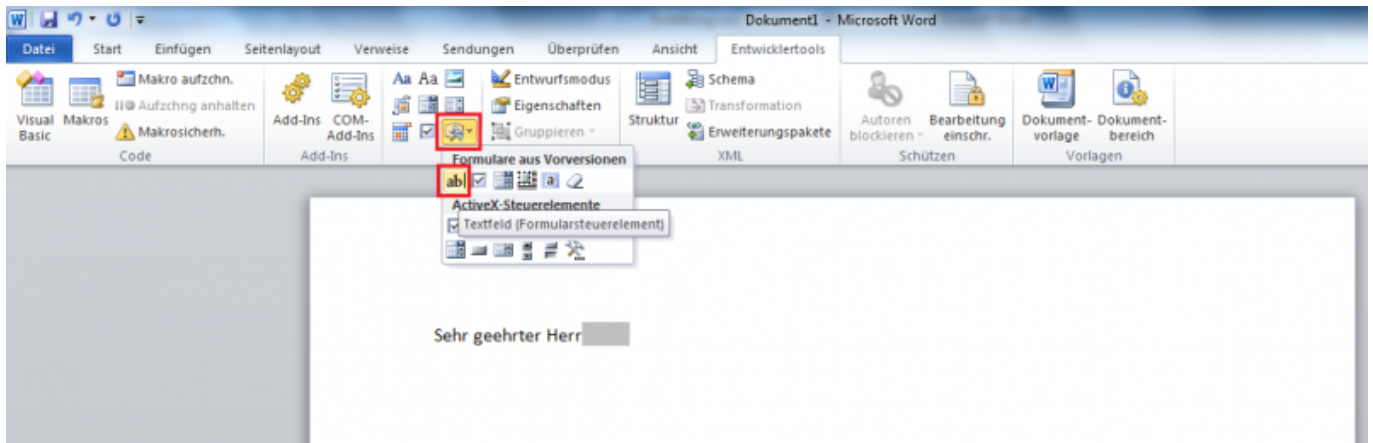 Dokument1 - Microsoft Word
Datei Start Einfügen Seitenlayout Verweise Sendungen Überprüfen Ansicht Entwicklertools
Visual Basic
Makros
Makro aufzchn.
Aufzchng anhalten
Makrosicherh.
Code
Add-Ins
COM-
Add-Ins
Add-Ins
Aa Aa
Entwurfsmodus
Eigenschaften
Gruppieren
Struktur
Schema
Transformation
Erweiterungspakete
XML
Autoren
blockieren
Bearbeitung
einschr.
Schützen
Dokument-
vorlage
Dokument-
bereich
Vorlagen
Formulare aus Vorversionen
ab
a
ActiveX-Steuerelemente
Textfeld (Formularsteuerelement)
Sehr geehrter Herr